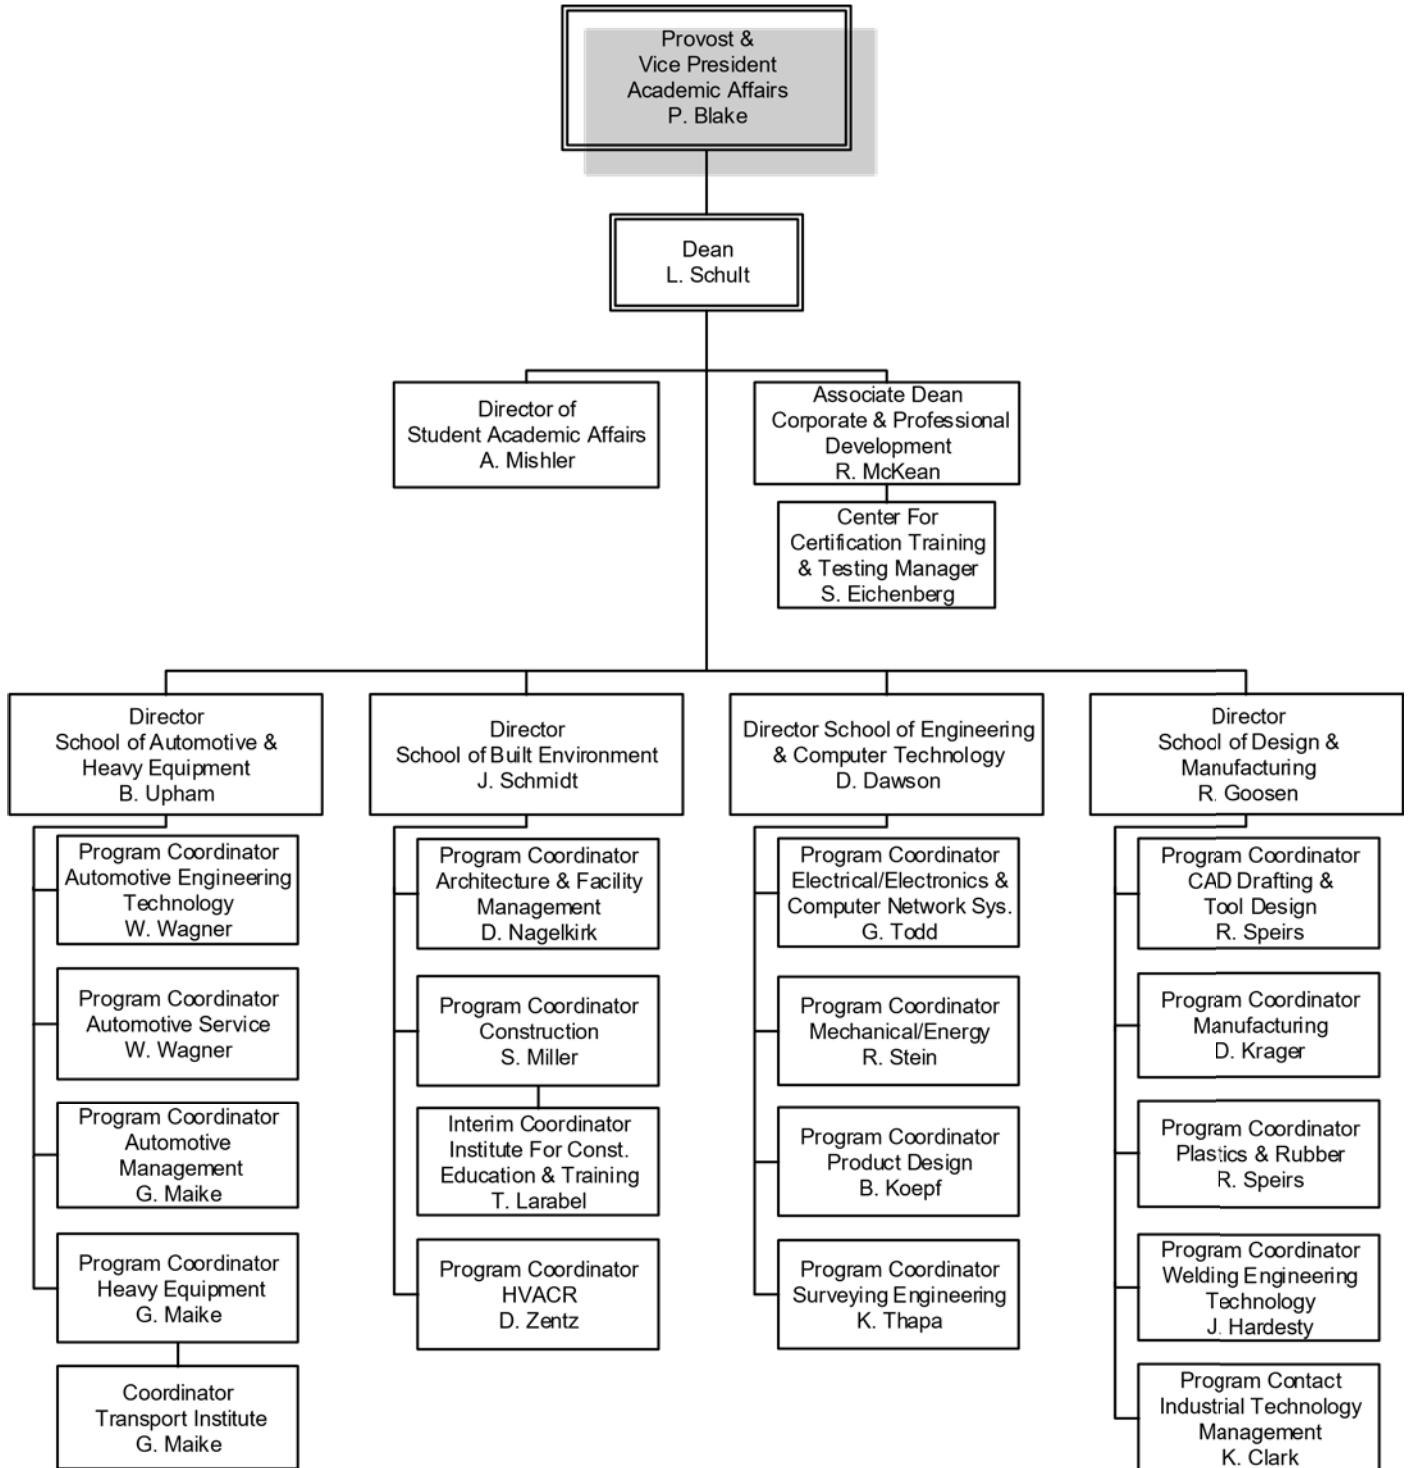 Provost &
Vice President
Academic Affairs
P. Blake
Dean
L. Schult
Director of
Student Academic Affairs
A. Mishler
Associate Dean
Corporate & Professional
Development
R. McKean
Center For
Certification Training
& Testing Manager
S. Eichenberg
Director
School of Automotive &
Heavy Equipment
B. Upham
Program Coordinator
Automotive Engineering
Technology
W. Wagner
Program Coordinator
Automotive Service
W. Wagner
Program Coordinator
Automotive
Management
G. Maike
Program Coordinator
Heavy Equipment
G. Maike
Coordinator
Transport Institute
G. Maike
Director
School of Built Environment
J. Schmidt
Program Coordinator
Architecture & Facility
Management
D. Nagelkirk
Program Coordinator
Construction
S. Miller
Interim Coordinator
Institute For Const.
Education & Training
T. Larabel
Program Coordinator
HVACR
D. Zentz
Director School of Engineering
& Computer Technology
D. Dawson
Program Coordinator
Electrical/Electronics &
Computer Network Sys.
G. Todd
Program Coordinator
Mechanical/Energy
R. Stein
Program Coordinator
Product Design
B. Koepf
Program Coordinator
Surveying Engineering
K. Thapa
Director
School of Design &
Manufacturing
R. Goosen
Program Coordinator
CAD Drafting &
Tool Design
R. Speirs
Program Coordinator
Manufacturing
D. Krager
Program Coordinator
Plastics & Rubber
R. Speirs
Program Coordinator
Welding Engineering
Technology
J. Hardesty
Program Contact
Industrial Technology
Management
K. Clark